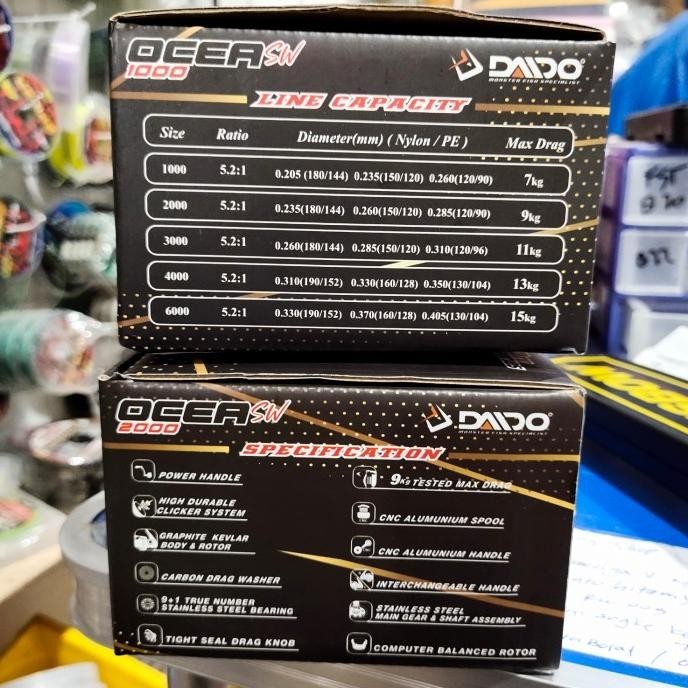 OCEA SW
1000
DAIDO
MONSTER FISH SPECIALIST
LINE CAPACITY
Size Ratio Diameter(mm) ( Nylon / PE ) Max Drag
1000 5.2:1 0.205 (180/144) 0.235(150/120) 0.260(120/90) 7kg
2000 5.2:1 0.235(180/144) 0.260(150/120) 0.285(120/90) 9kg
3000 5.2:1 0.260(180/144) 0.285(150/120) 0.310(120/96) 11kg
4000 5.2:1 0.310(190/152) 0.330(160/128) 0.350(130/104) 13kg
6000 5.2:1 0.330(190/152) 0.370(160/128) 0.405(130/104) 15kg
OCEA SW
2000
DAIDO
MONSTER FISH SPECIALIST
SPECIFICATION
POWER HANDLE
HIGH DURABLE
CLICKER SYSTEM
GRAPHITE KEVLAR
BODY & ROTOR
CARBON DRAG WASHER
9+1 TRUE NUMBER
STAINLESS STEEL BEARING
TIGHT SEAL DRAG KNOB
9KG TESTED MAX DRAG
CNC ALUMUNIUM SPOOL
CNC ALUMUNIUM HANDLE
INTERCHANGEABLE HANDLE
STAINLESS STEEL
MAIN GEAR & SHAFT ASSEMBLY
COMPUTER BALANCED ROTOR